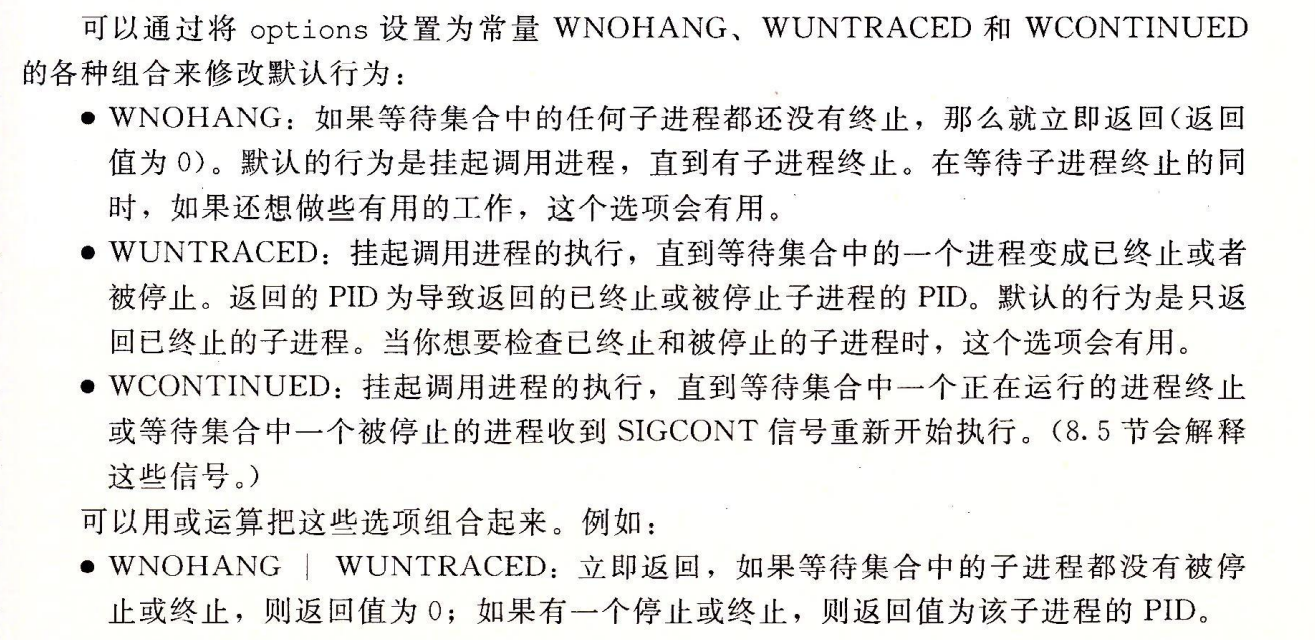 可以通过将 options 设置为常量 WNOHANG、WUNTRACED 和 WCONTINUED
的各种组合来修改默认行为：
● WNOHANG：如果等待集合中的任何子进程都还没有终止，那么就立即返回(返回
值为 0)。默认的行为是挂起调用进程，直到有子进程终止。在等待子进程终止的同
时，如果还想做些有用的工作，这个选项会有用。
● WUNTRACED：挂起调用进程的执行，直到等待集合中的一个进程变成已终止或者
被停止。返回的 PID 为导致返回的已终止或被停止子进程的 PID。默认的行为是只返
回已终止的子进程。当你想要检查已终止和被停止的子进程时，这个选项会有用。
● WCONTINUED：挂起调用进程的执行，直到等待集合中一个正在运行的进程终止
或等待集合中一个被停止的进程收到 SIGCONT 信号重新开始执行。(8.5 节会解释
这些信号。)
可以用或运算把这些选项组合起来。例如：
● WNOHANG | WUNTRACED：立即返回，如果等待集合中的子进程都没有被停
止或终止，则返回值为 0；如果有一个停止或终止，则返回值为该子进程的 PID。